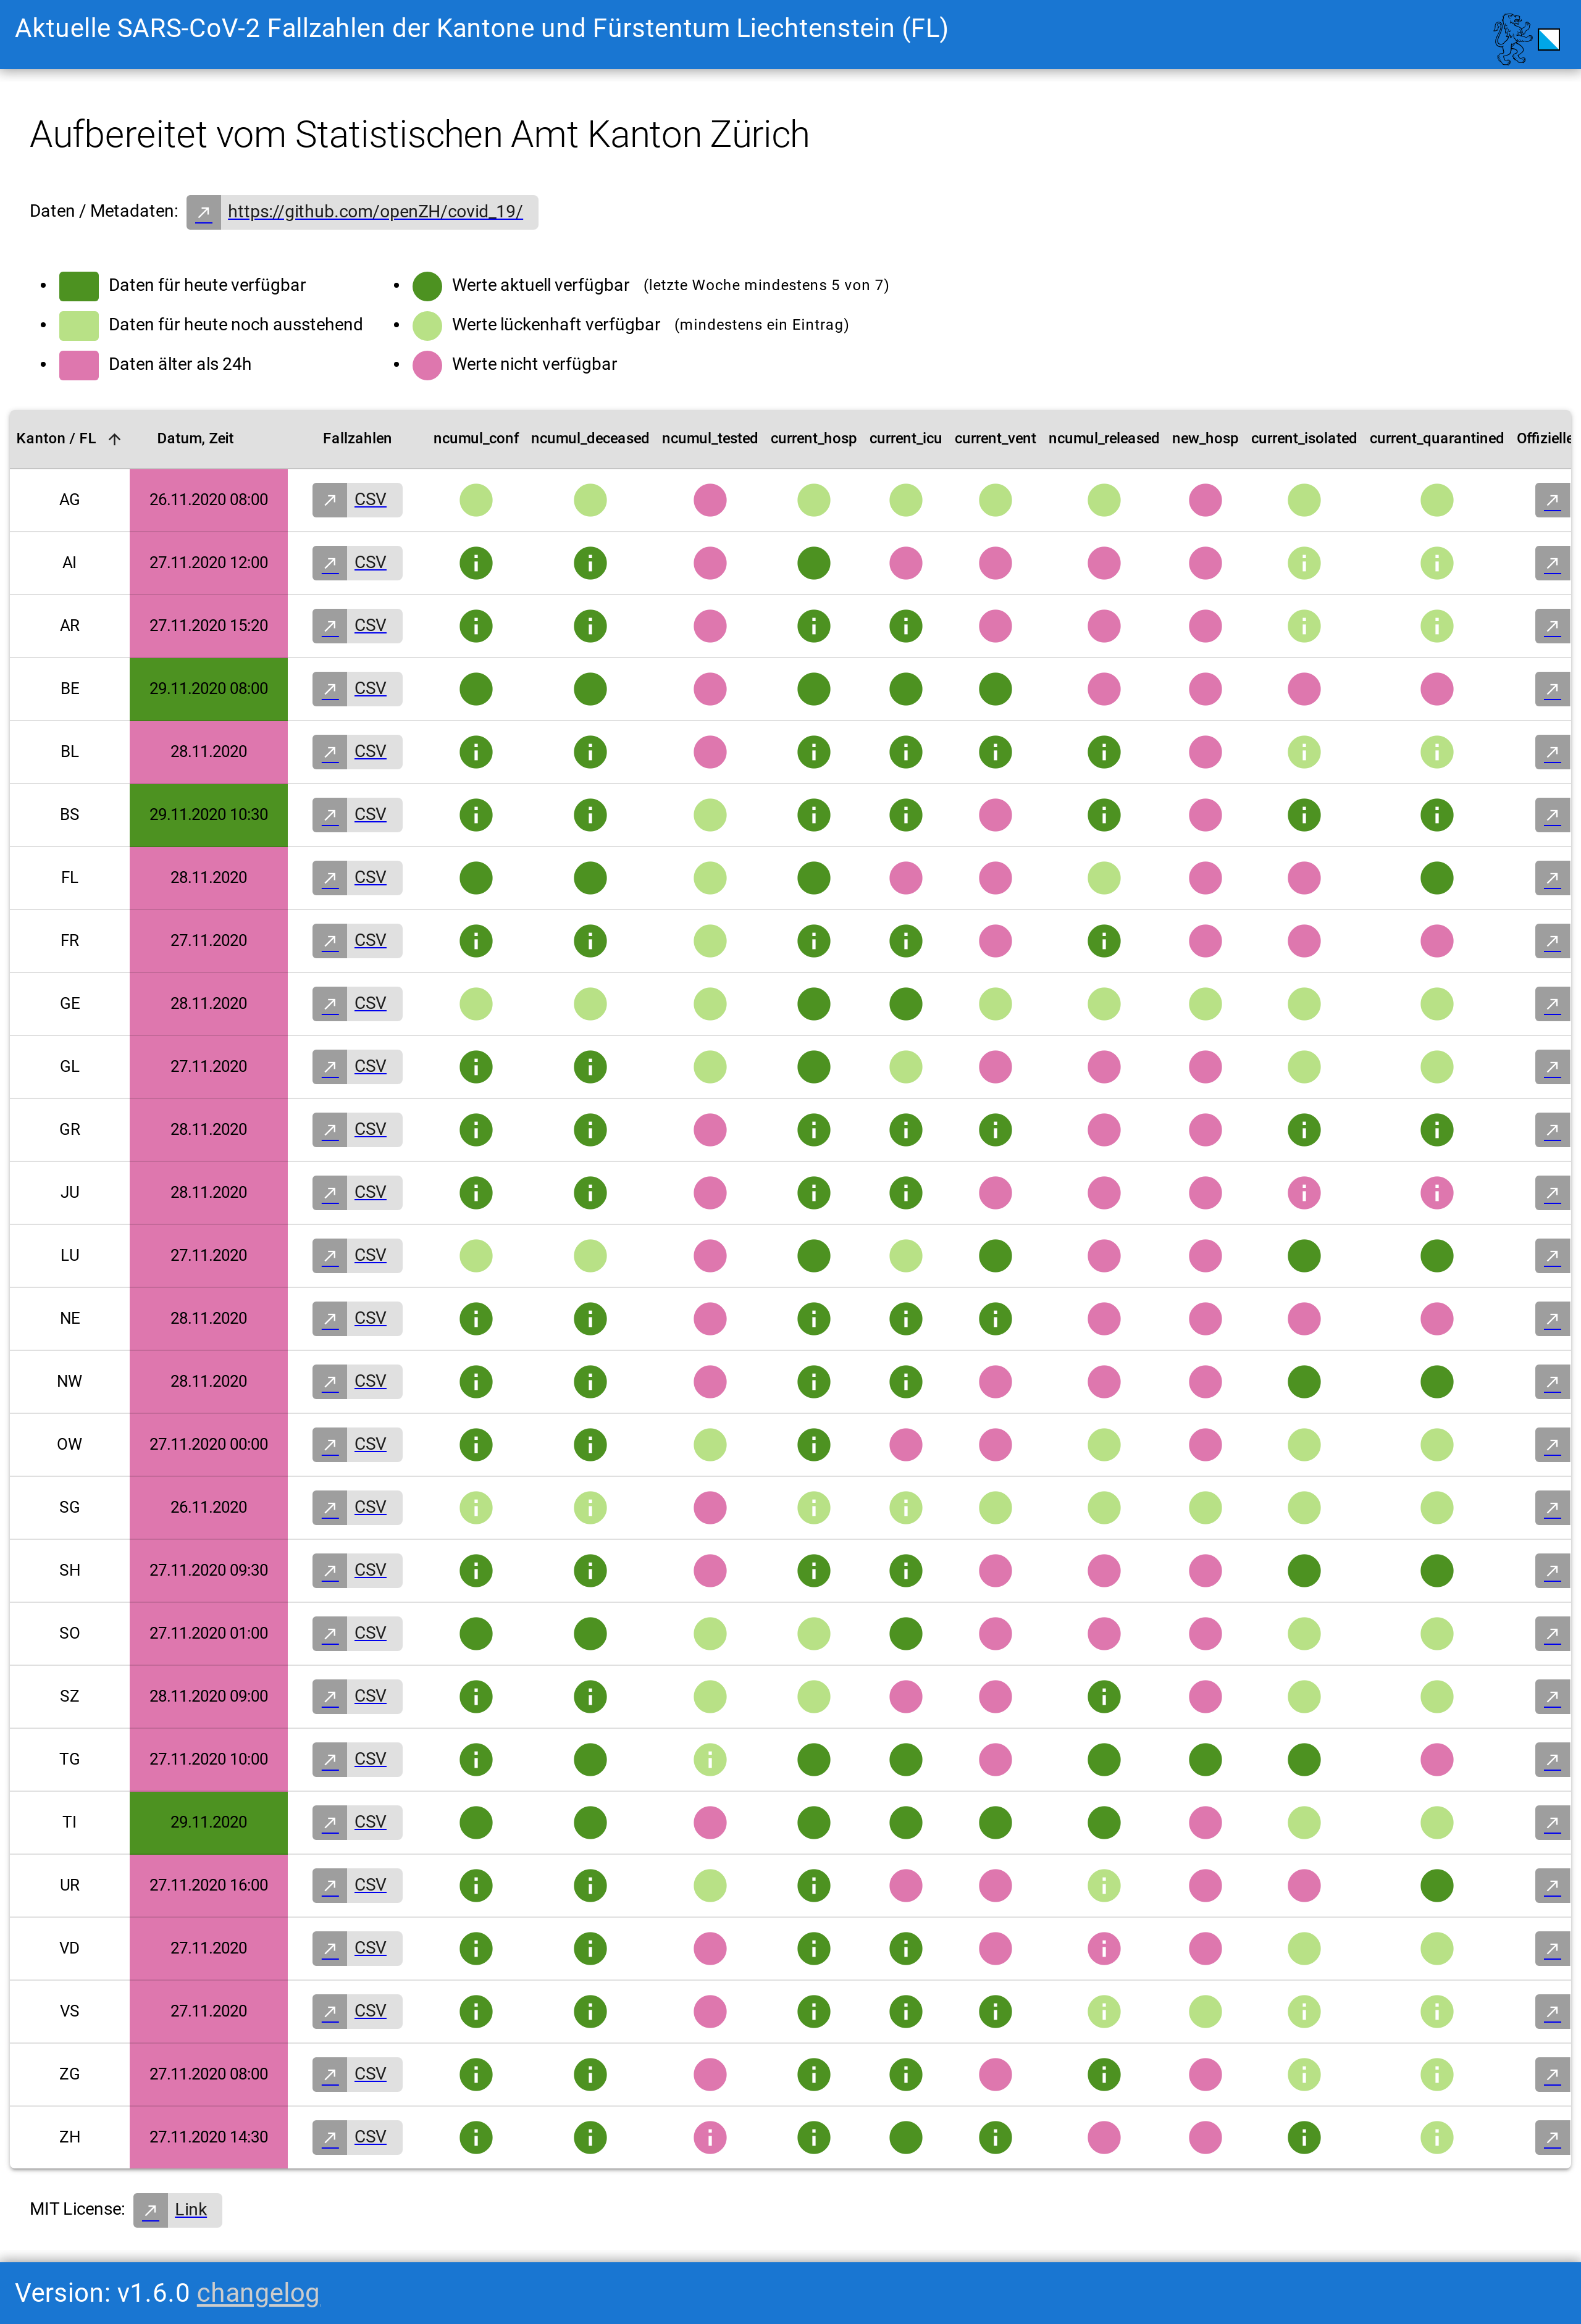 Aktuelle SARS-CoV-2 Fallzahlen der Kantone und Fürstentum Liechtenstein (FL)
Aufbereitet vom Statistischen Amt Kanton Zürich
Daten / Metadaten: https://github.com/openZH/covid_19/
Daten für heute verfügbar
Daten für heute noch ausstehend
Daten älter als 24h
Werte aktuell verfügbar (letzte Woche mindestens 5 von 7)
Werte lückenhaft verfügbar (mindestens ein Eintrag)
Werte nicht verfügbar
Kanton / FL Datum, Zeit Fallzahlen ncumul_conf ncumul_deceased ncumul_tested current_hosp current_icu current_vent ncumul_released new_hosp current_isolated current_quarantined Offizielle
AG 26.11.2020 08:00 CSV
AI 27.11.2020 12:00 CSV
AR 27.11.2020 15:20 CSV
BE 29.11.2020 08:00 CSV
BL 28.11.2020 CSV
BS 29.11.2020 10:30 CSV
FL 28.11.2020 CSV
FR 27.11.2020 CSV
GE 28.11.2020 CSV
GL 27.11.2020 CSV
GR 28.11.2020 CSV
JU 28.11.2020 CSV
LU 27.11.2020 CSV
NE 28.11.2020 CSV
NW 28.11.2020 CSV
OW 27.11.2020 00:00 CSV
SG 26.11.2020 CSV
SH 27.11.2020 09:30 CSV
SO 27.11.2020 01:00 CSV
SZ 28.11.2020 09:00 CSV
TG 27.11.2020 10:00 CSV
TI 29.11.2020 CSV
UR 27.11.2020 16:00 CSV
VD 27.11.2020 CSV
VS 27.11.2020 CSV
ZG 27.11.2020 08:00 CSV
ZH 27.11.2020 14:30 CSV
MIT License: Link
Version: v1.6.0 changelog